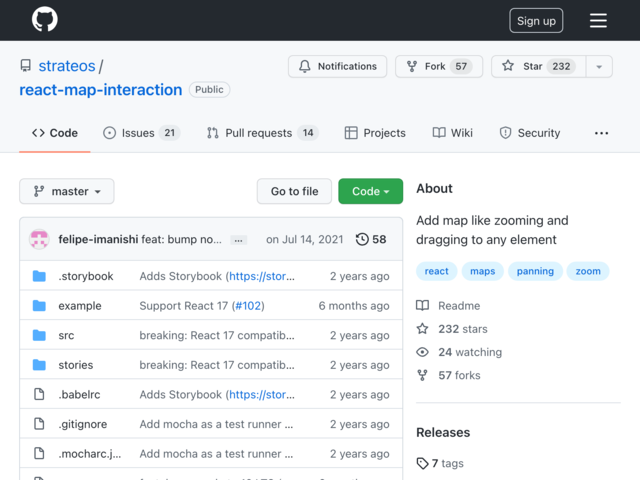 Sign up
strateos /
react-map-interaction Public
Notifications
Fork 57
Star 232
Code
Issues 21
Pull requests 14
Projects
Wiki
Security
master
Go to file
Code
About
Add map like zooming and
dragging to any element
react maps panning zoom
Readme
232 stars
24 watching
57 forks
Releases
7 tags
felipe-imanishi feat: bump no... ... on Jul 14, 2021 58
.storybook Adds Storybook (https://stor... 2 years ago
example Support React 17 (#102) 6 months ago
src breaking: React 17 compatib... 2 years ago
stories breaking: React 17 compatib... 2 years ago
.babelrc Adds Storybook (https://stor... 2 years ago
.gitignore Add mocha as a test runner ... 2 years ago
.mocharc.j... Add mocha as a test runner ... 2 years ago